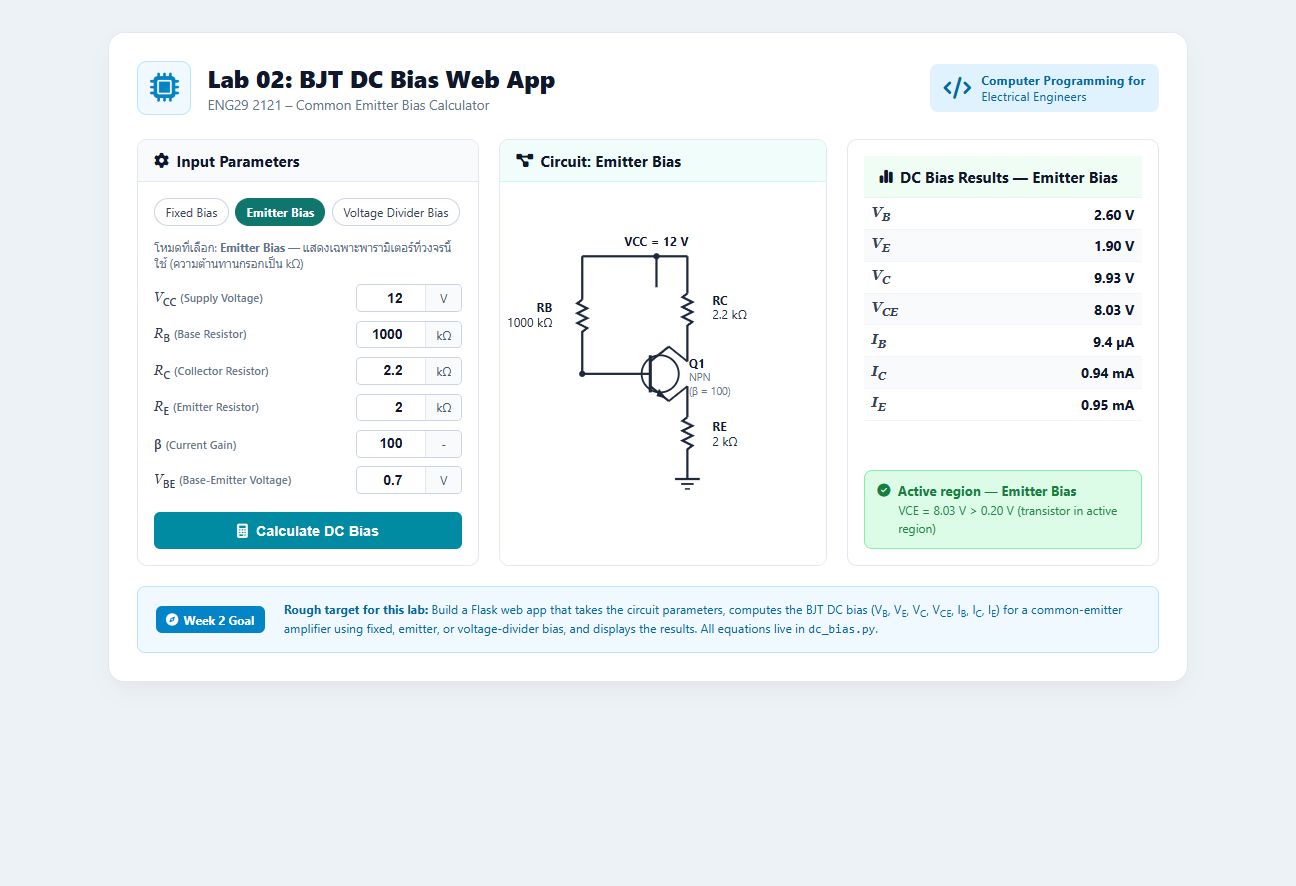 Lab 02: BJT DC Bias Web App
ENG29 2121 – Common Emitter Bias Calculator
Computer Programming for
Electrical Engineers
Input Parameters
Fixed Bias
Emitter Bias
Voltage Divider Bias
โหมดที่เลือก: Emitter Bias — แสดงเฉพาะพารามิเตอร์ที่วงจรนี้
ใช้ (ความต้านทานกรอกเป็น kΩ)
VCC (Supply Voltage) 12 V
RB (Base Resistor) 1000 kΩ
RC (Collector Resistor) 2.2 kΩ
RE (Emitter Resistor) 2 kΩ
β (Current Gain) 100 -
VBE (Base-Emitter Voltage) 0.7 V
Calculate DC Bias
Circuit: Emitter Bias
VCC = 12 V
RB
1000 kΩ
RC
2.2 kΩ
Q1
NPN
(β = 100)
RE
2 kΩ
DC Bias Results — Emitter Bias
VB 2.60 V
VE 1.90 V
VC 9.93 V
VCE 8.03 V
IB 9.4 µA
IC 0.94 mA
IE 0.95 mA
Active region — Emitter Bias
VCE = 8.03 V > 0.20 V (transistor in active
region)
Week 2 Goal
Rough target for this lab: Build a Flask web app that takes the circuit parameters, computes the BJT DC bias (VB, VE, VC, VCE, IB, IC, IE) for a common-emitter
amplifier using fixed, emitter, or voltage-divider bias, and displays the results. All equations live in dc_bias.py.